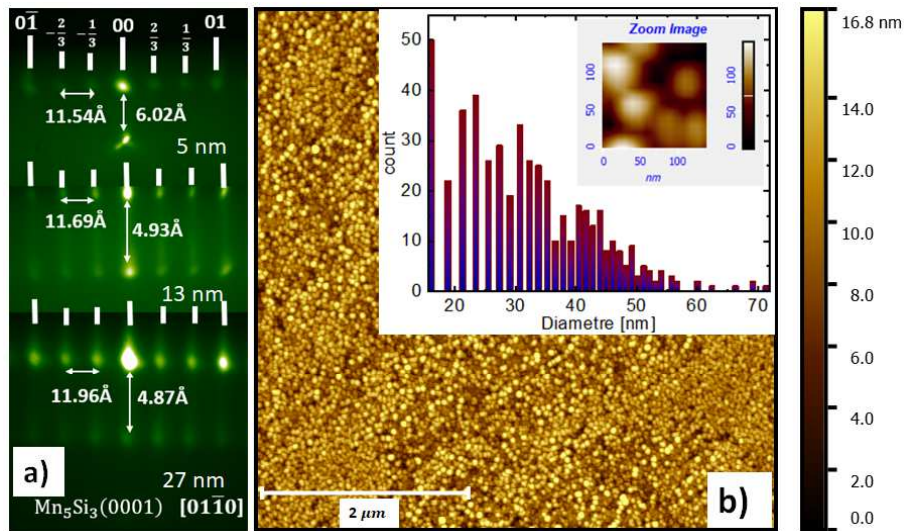 01̅ -2/3 -1/3 00 2/3 1/3 01
11.54Å 6.02Å
5 nm
11.69Å 4.93Å
13 nm
11.96Å 4.87Å
a) 27 nm
Mn₅Si₃(0001) [011̅0]
50
40
30
20
10
0
count
20 30 40 50 60 70
Diametre [nm]
Zoom Image
100
50
0
0 50 100
nm
100
50
0
2 μm
b)
16.8 nm
14.0
12.0
10.0
8.0
6.0
4.0
2.0
0.0